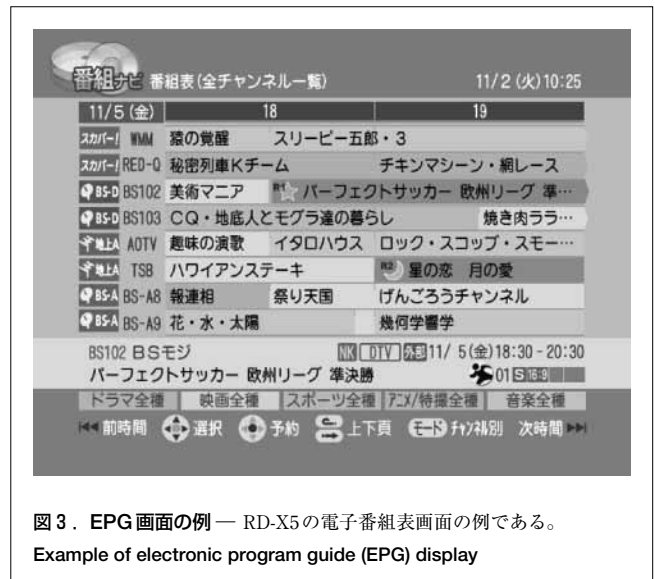 番組ナビ 番組表(全チャンネル一覧) 11/2(火)10:25
11/5(金) 18 19
スカパー! WMM 猿の覚醒 スリーピー五郎・3
スカパー! RED-Q 秘密列車Kチーム チキンマシーン・網レース
BS-D BS102 美術マニア R1 パーフェクトサッカー 欧州リーグ 準…
BS-D BS103 CQ・地底人とモグラ達の暮らし 焼き肉ララ…
地上A AOTV 趣味の演歌 イタロハウス ロック・スコップ・スモー…
地上A TSB ハワイアンステーキ R2 星の恋 月の愛
BS-A BS-A8 報連相 祭り天国 げんごろうチャンネル
BS-A BS-A9 花・水・太陽 幾何学響学
BS102 BSモジ NK DTV 外部 11/ 5(金)18:30-20:30
パーフェクトサッカー 欧州リーグ 準決勝 01 S 16:9
ドラマ全種 映画全種 スポーツ全種 アニメ/特撮全種 音楽全種
前時間 選択 予約 上下頁 モード チャンネル別 次時間
図3.EPG画面の例 — RD-X5の電子番組表画面の例である。
Example of electronic program guide (EPG) display